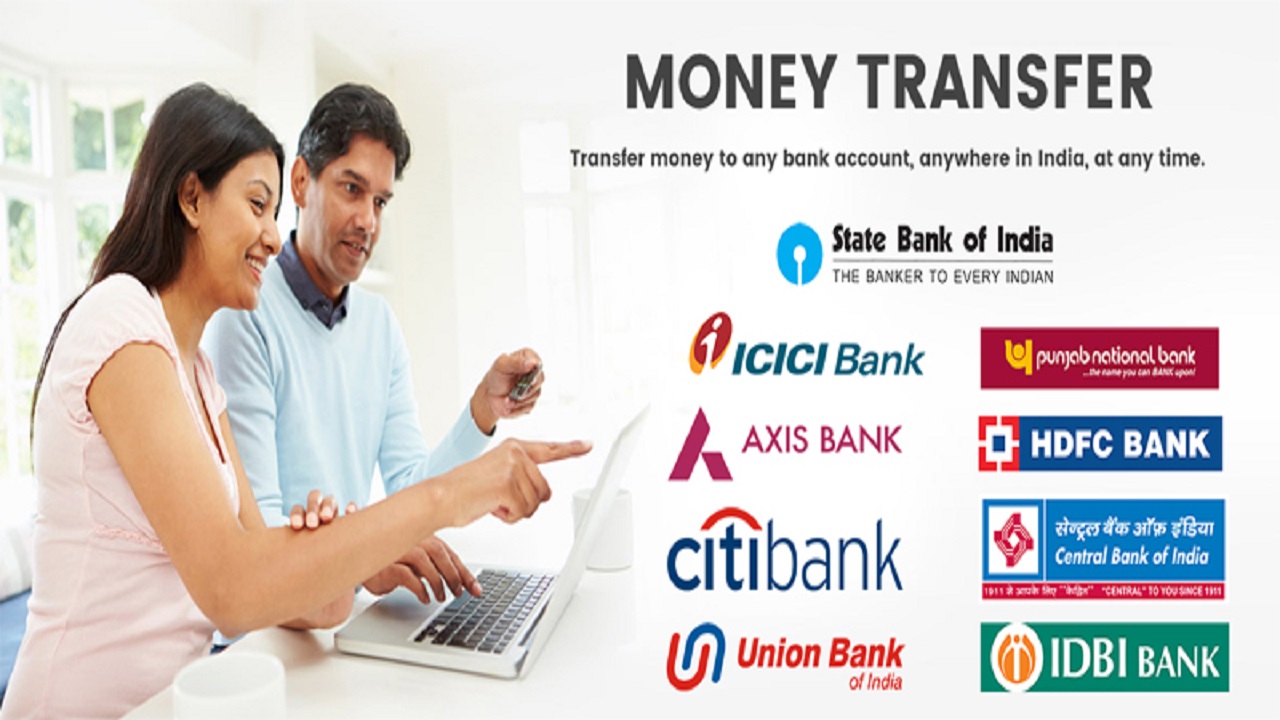 MONEY TRANSFER
Transfer money to any bank account, anywhere in India, at any time.
State Bank of India
THE BANKER TO EVERY INDIAN
ICICI Bank
punjab national bank
...the name you can BANK upon!
AXIS BANK
HDFC BANK
citibank
सेन्ट्रल बैंक ऑफ़ इंडिया
Central Bank of India
1911 से आपके लिए "केंद्रित" "CENTRAL" TO YOU SINCE 1911
Union Bank
of India
IDBI BANK